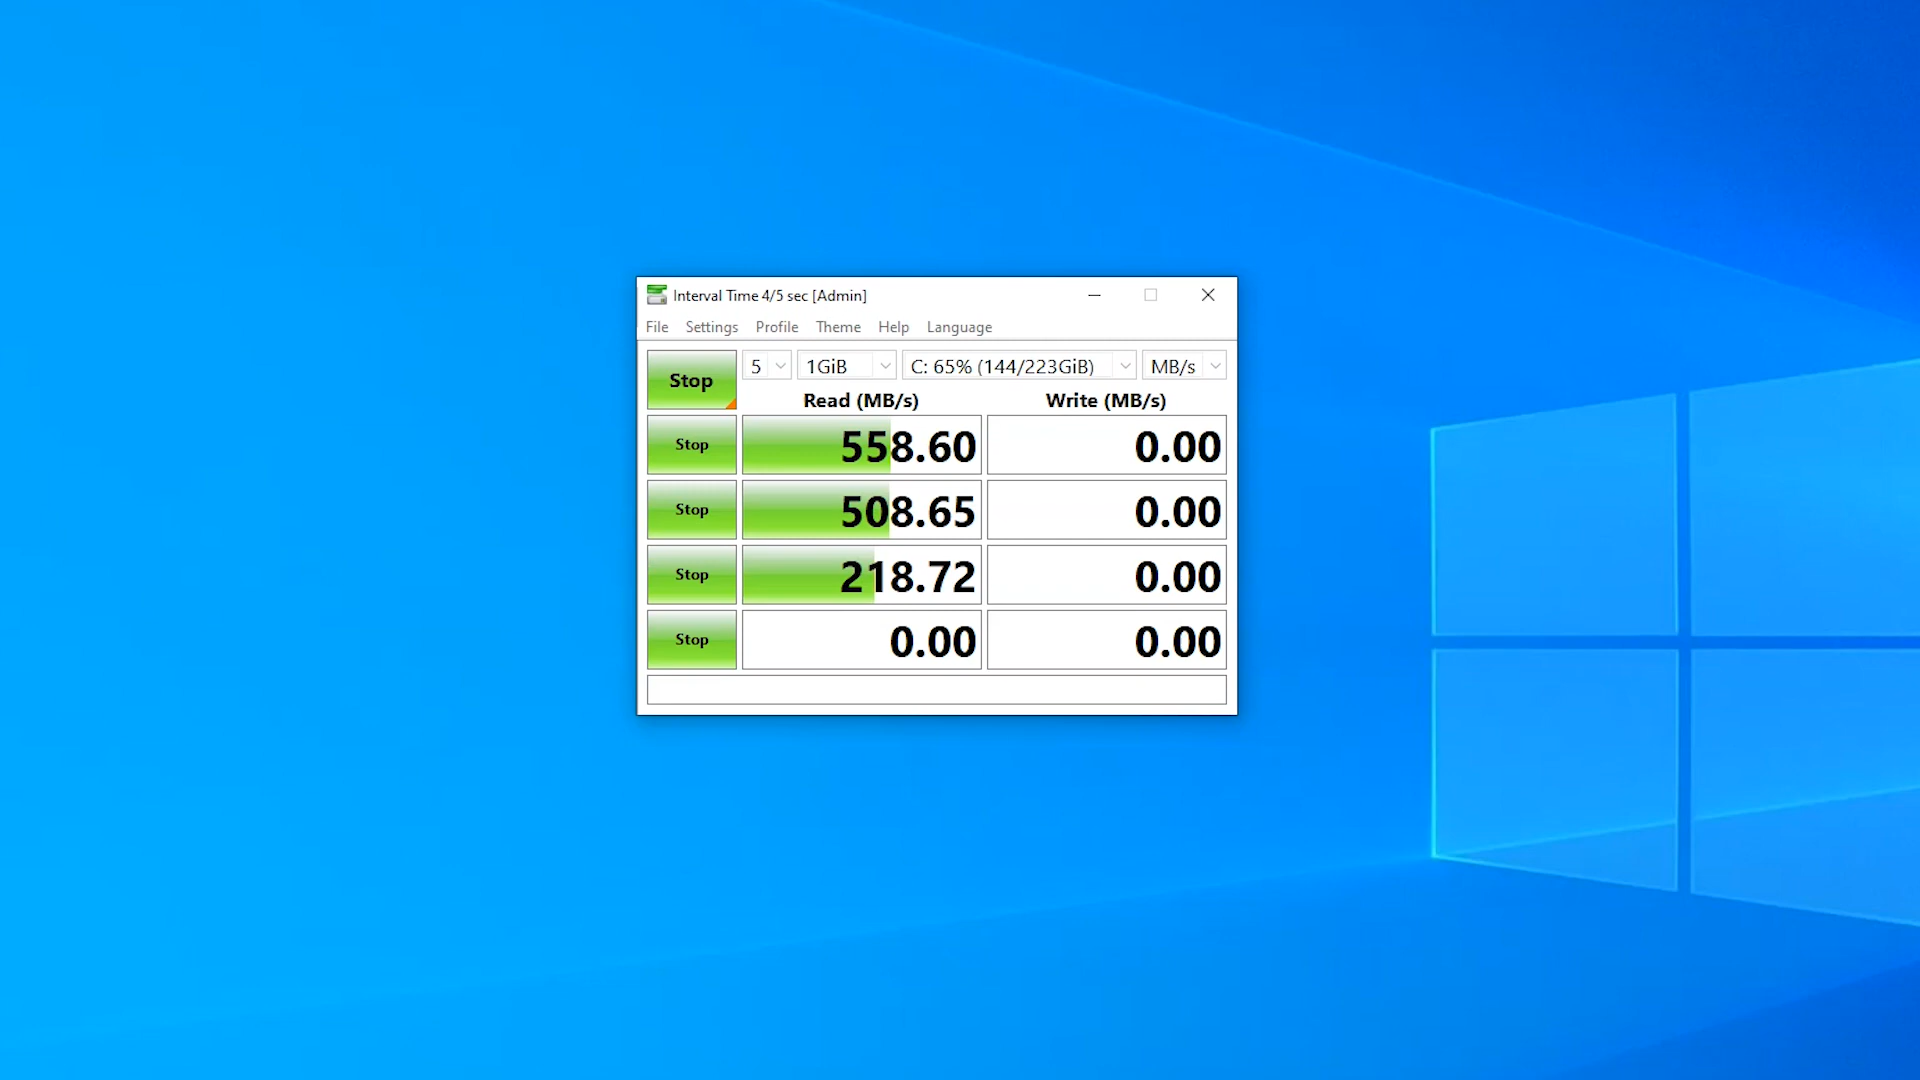 Interval Time 4/5 sec [Admin]
File Settings Profile Theme Help Language
Stop 5 1GiB C: 65% (144/223GiB) MB/s
Read (MB/s) Write (MB/s)
Stop 558.60 0.00
Stop 508.65 0.00
Stop 218.72 0.00
Stop 0.00 0.00